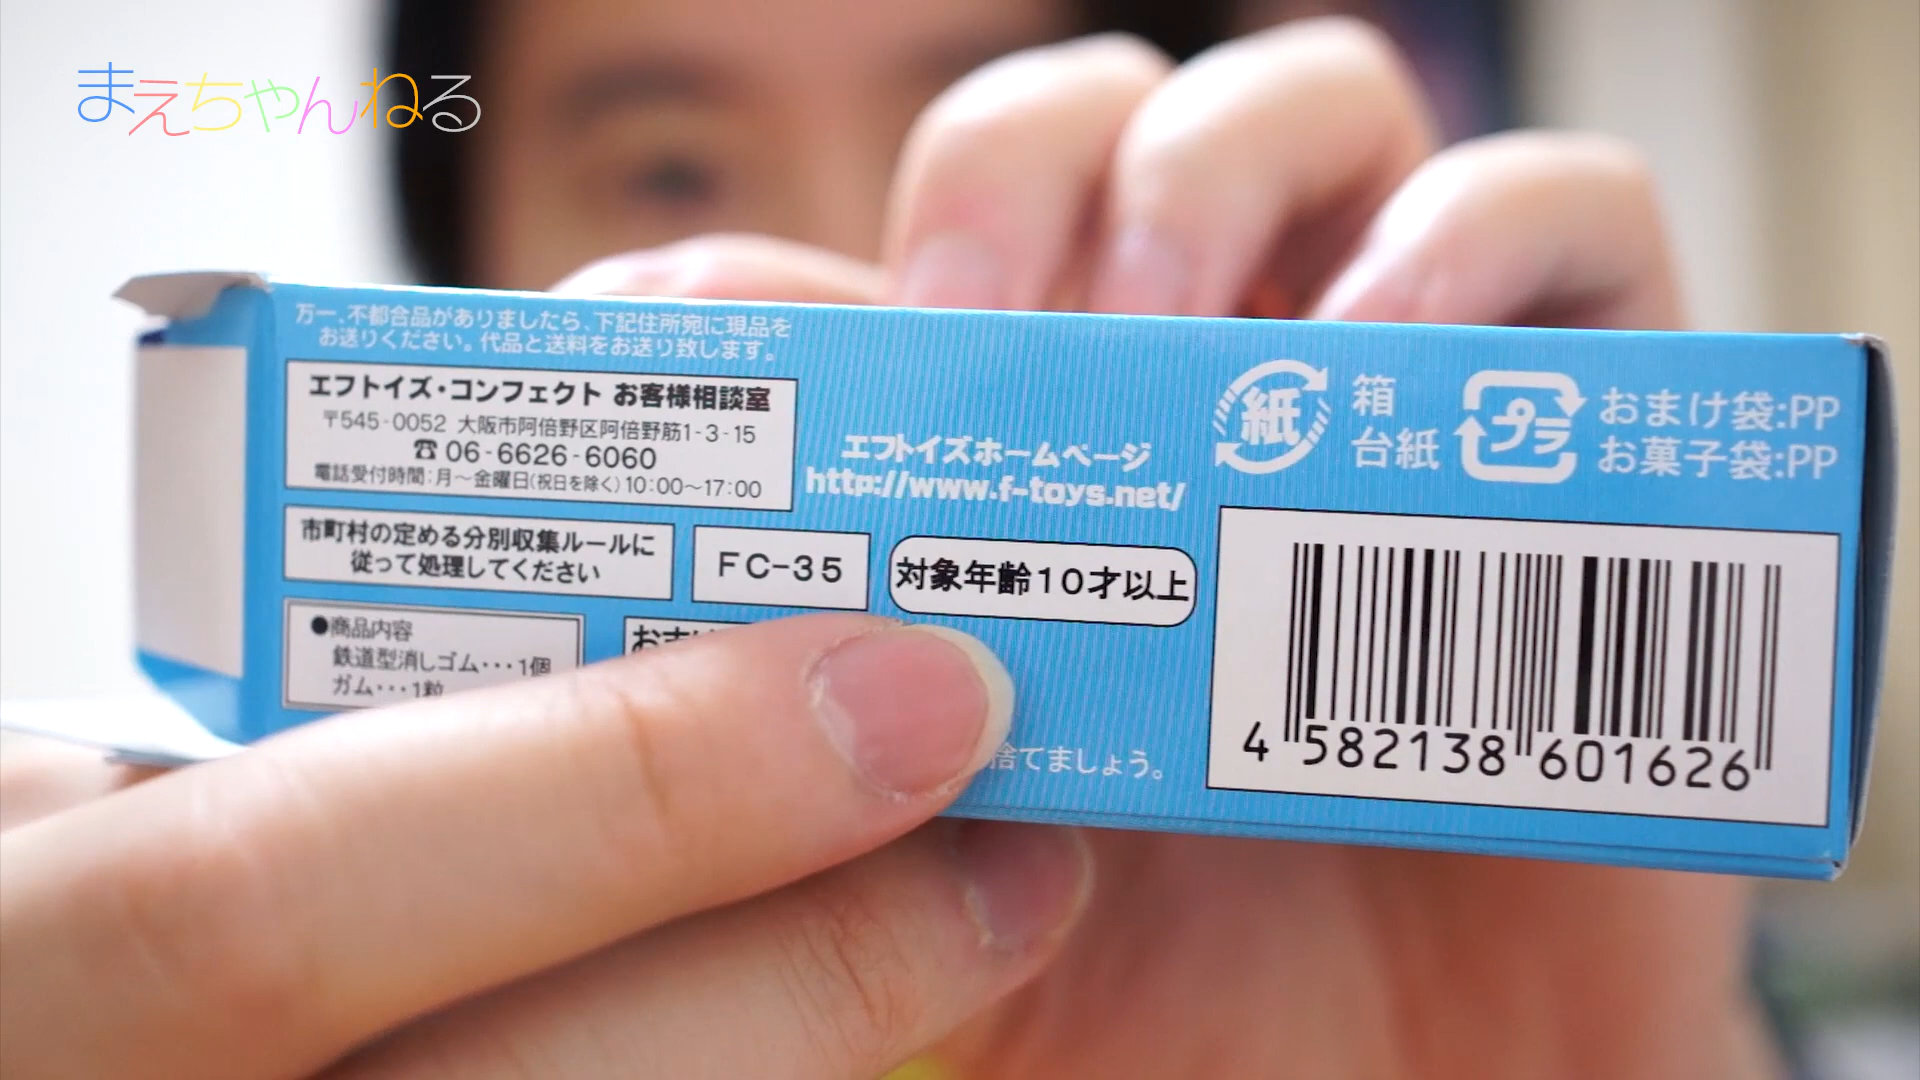 まえちゃんねる
万一、不都合品がありましたら、下記住所宛に現品を
お送りください。代品と送料をお送り致します。
エフトイズ・コンフェクト お客様相談室
〒545-0052 大阪市阿倍野区阿倍野筋1-3-15
☎06-6626-6060
電話受付時間:月〜金曜日(祝日を除く)10:00〜17:00
エフトイズホームページ
http://www.f-toys.net/
紙
箱
台紙
プラ
おまけ袋:PP
お菓子袋:PP
市町村の定める分別収集ルールに
従って処理してください
FC-35
対象年齢10才以上
●商品内容
鉄道型消しゴム・・・1個
ガム・・・1粒
捨てましょう。
4 582138 601626